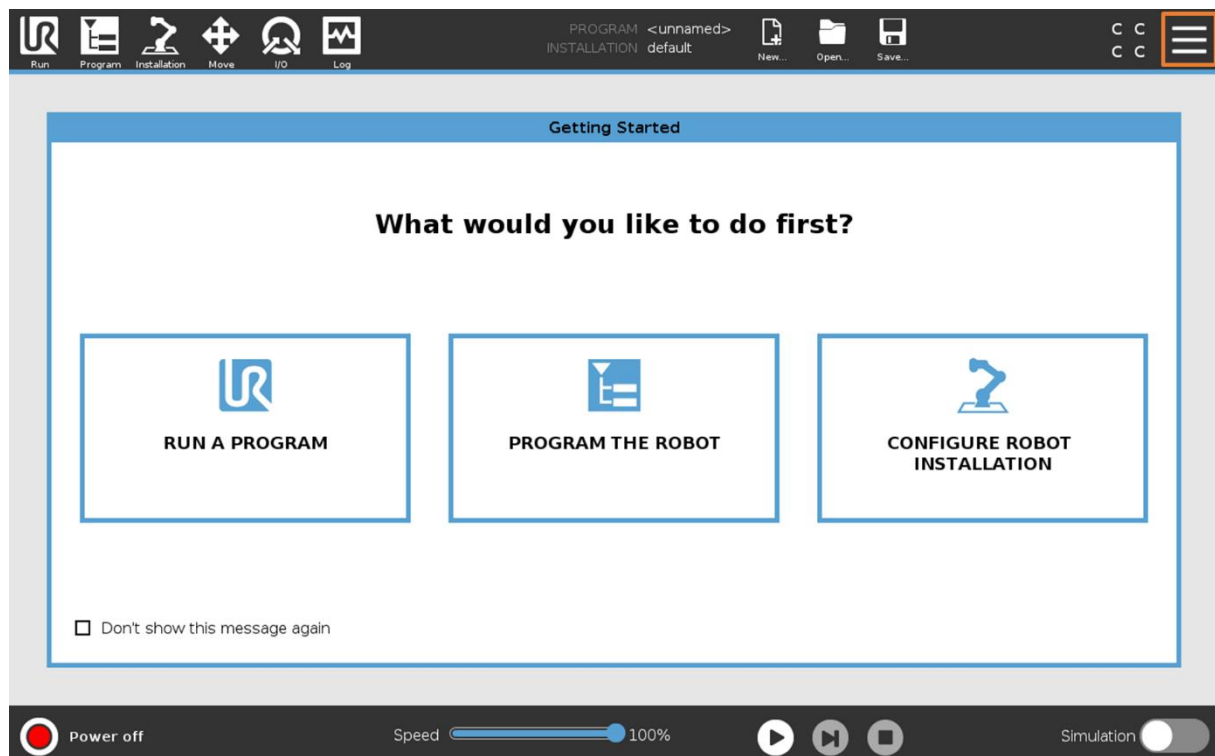 Run Program Installation Move I/O Log
PROGRAM <unnamed>
INSTALLATION default
New... Open... Save...
C C
C C
Getting Started
What would you like to do first?
RUN A PROGRAM
PROGRAM THE ROBOT
CONFIGURE ROBOT
INSTALLATION
Don't show this message again
Power off
Speed 100%
Simulation